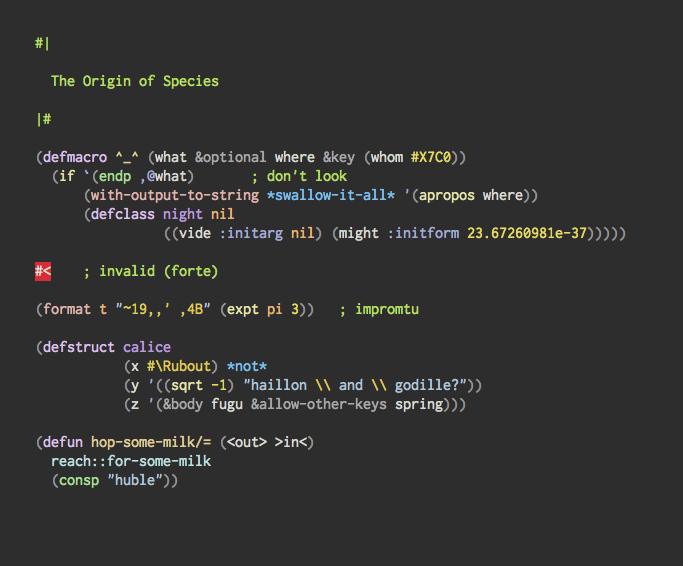 #|
The Origin of Species
|#
(defmacro ^_^ (what &optional where &key (whom #X7C0))
(if `(endp ,@what) ; don't look
(with-output-to-string *swallow-it-all* '(apropos where))
(defclass night nil
((vide :initarg nil) (might :initform 23.67260981e-37)))))
#< ; invalid (forte)
(format t "~19,,' ,4B" (expt pi 3)) ; impromtu
(defstruct calice
(x #\Rubout) *not*
(y '((sqrt -1) "haillon \\ and \\ godille?"))
(z '(&body fugu &allow-other-keys spring)))
(defun hop-some-milk/= (<out> >in<)
reach::for-some-milk
(consp "huble"))